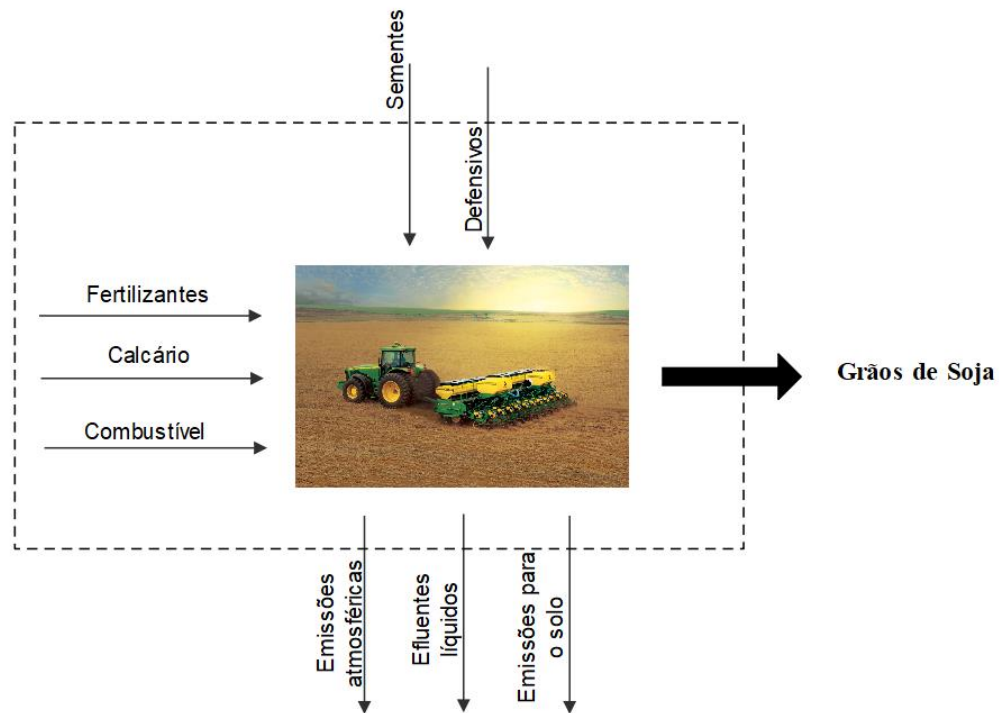 Sementes
Defensivos
Fertilizantes
Calcário
Combustível
Grãos de Soja
Emissões
atmosféricas
Efluentes
líquidos
Emissões para
o solo